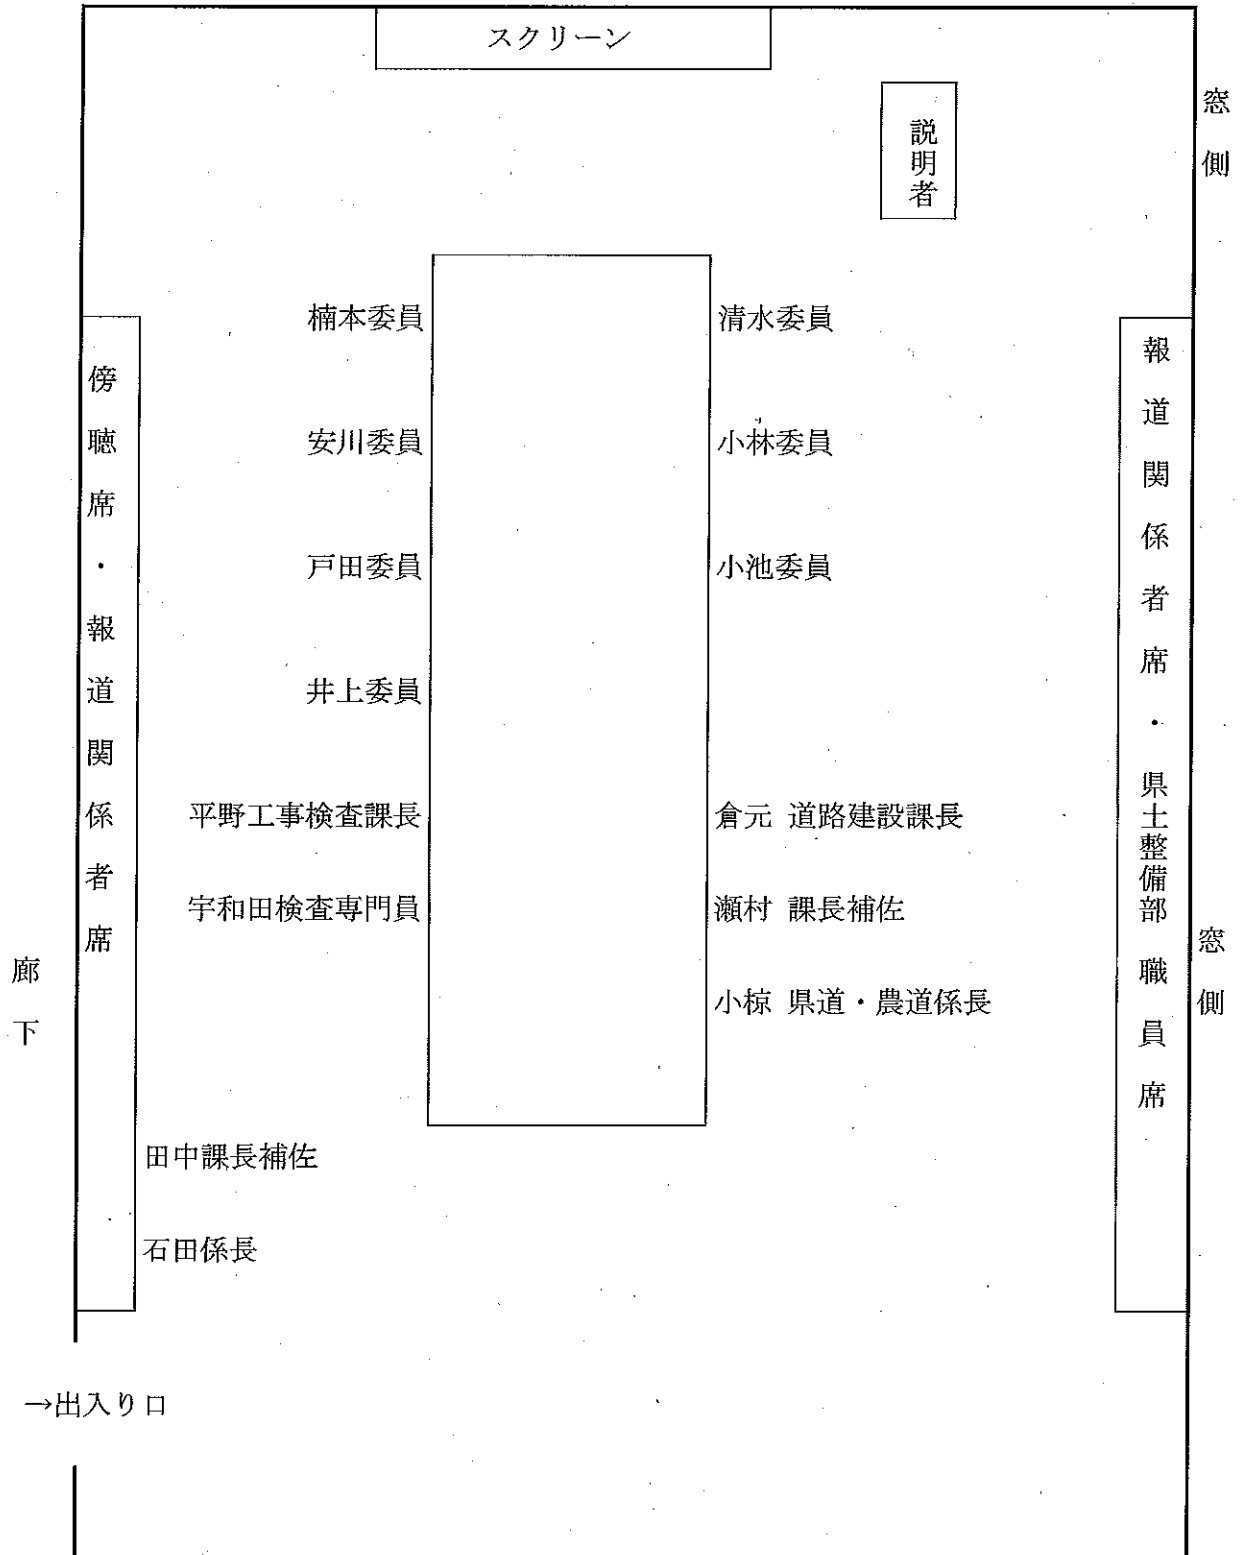 スクリーン
説明者
窓側
楠本委員
清水委員
安川委員
小林委員
戸田委員
小池委員
井上委員
平野工事検査課長
倉元 道路建設課長
宇和田検査専門員
瀬村 課長補佐
小椋 県道・農道係長
傍聴席・報道関係者席
報道関係者席・県土整備部 職員席
窓側
廊下
田中課長補佐
石田係長
→出入り口